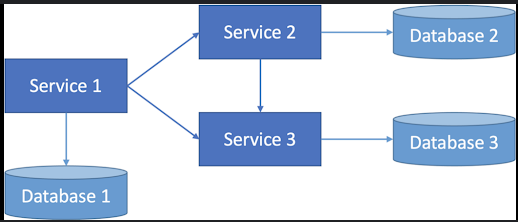 Service 2
Database 2
Service 1
Service 3
Database 3
Database 1